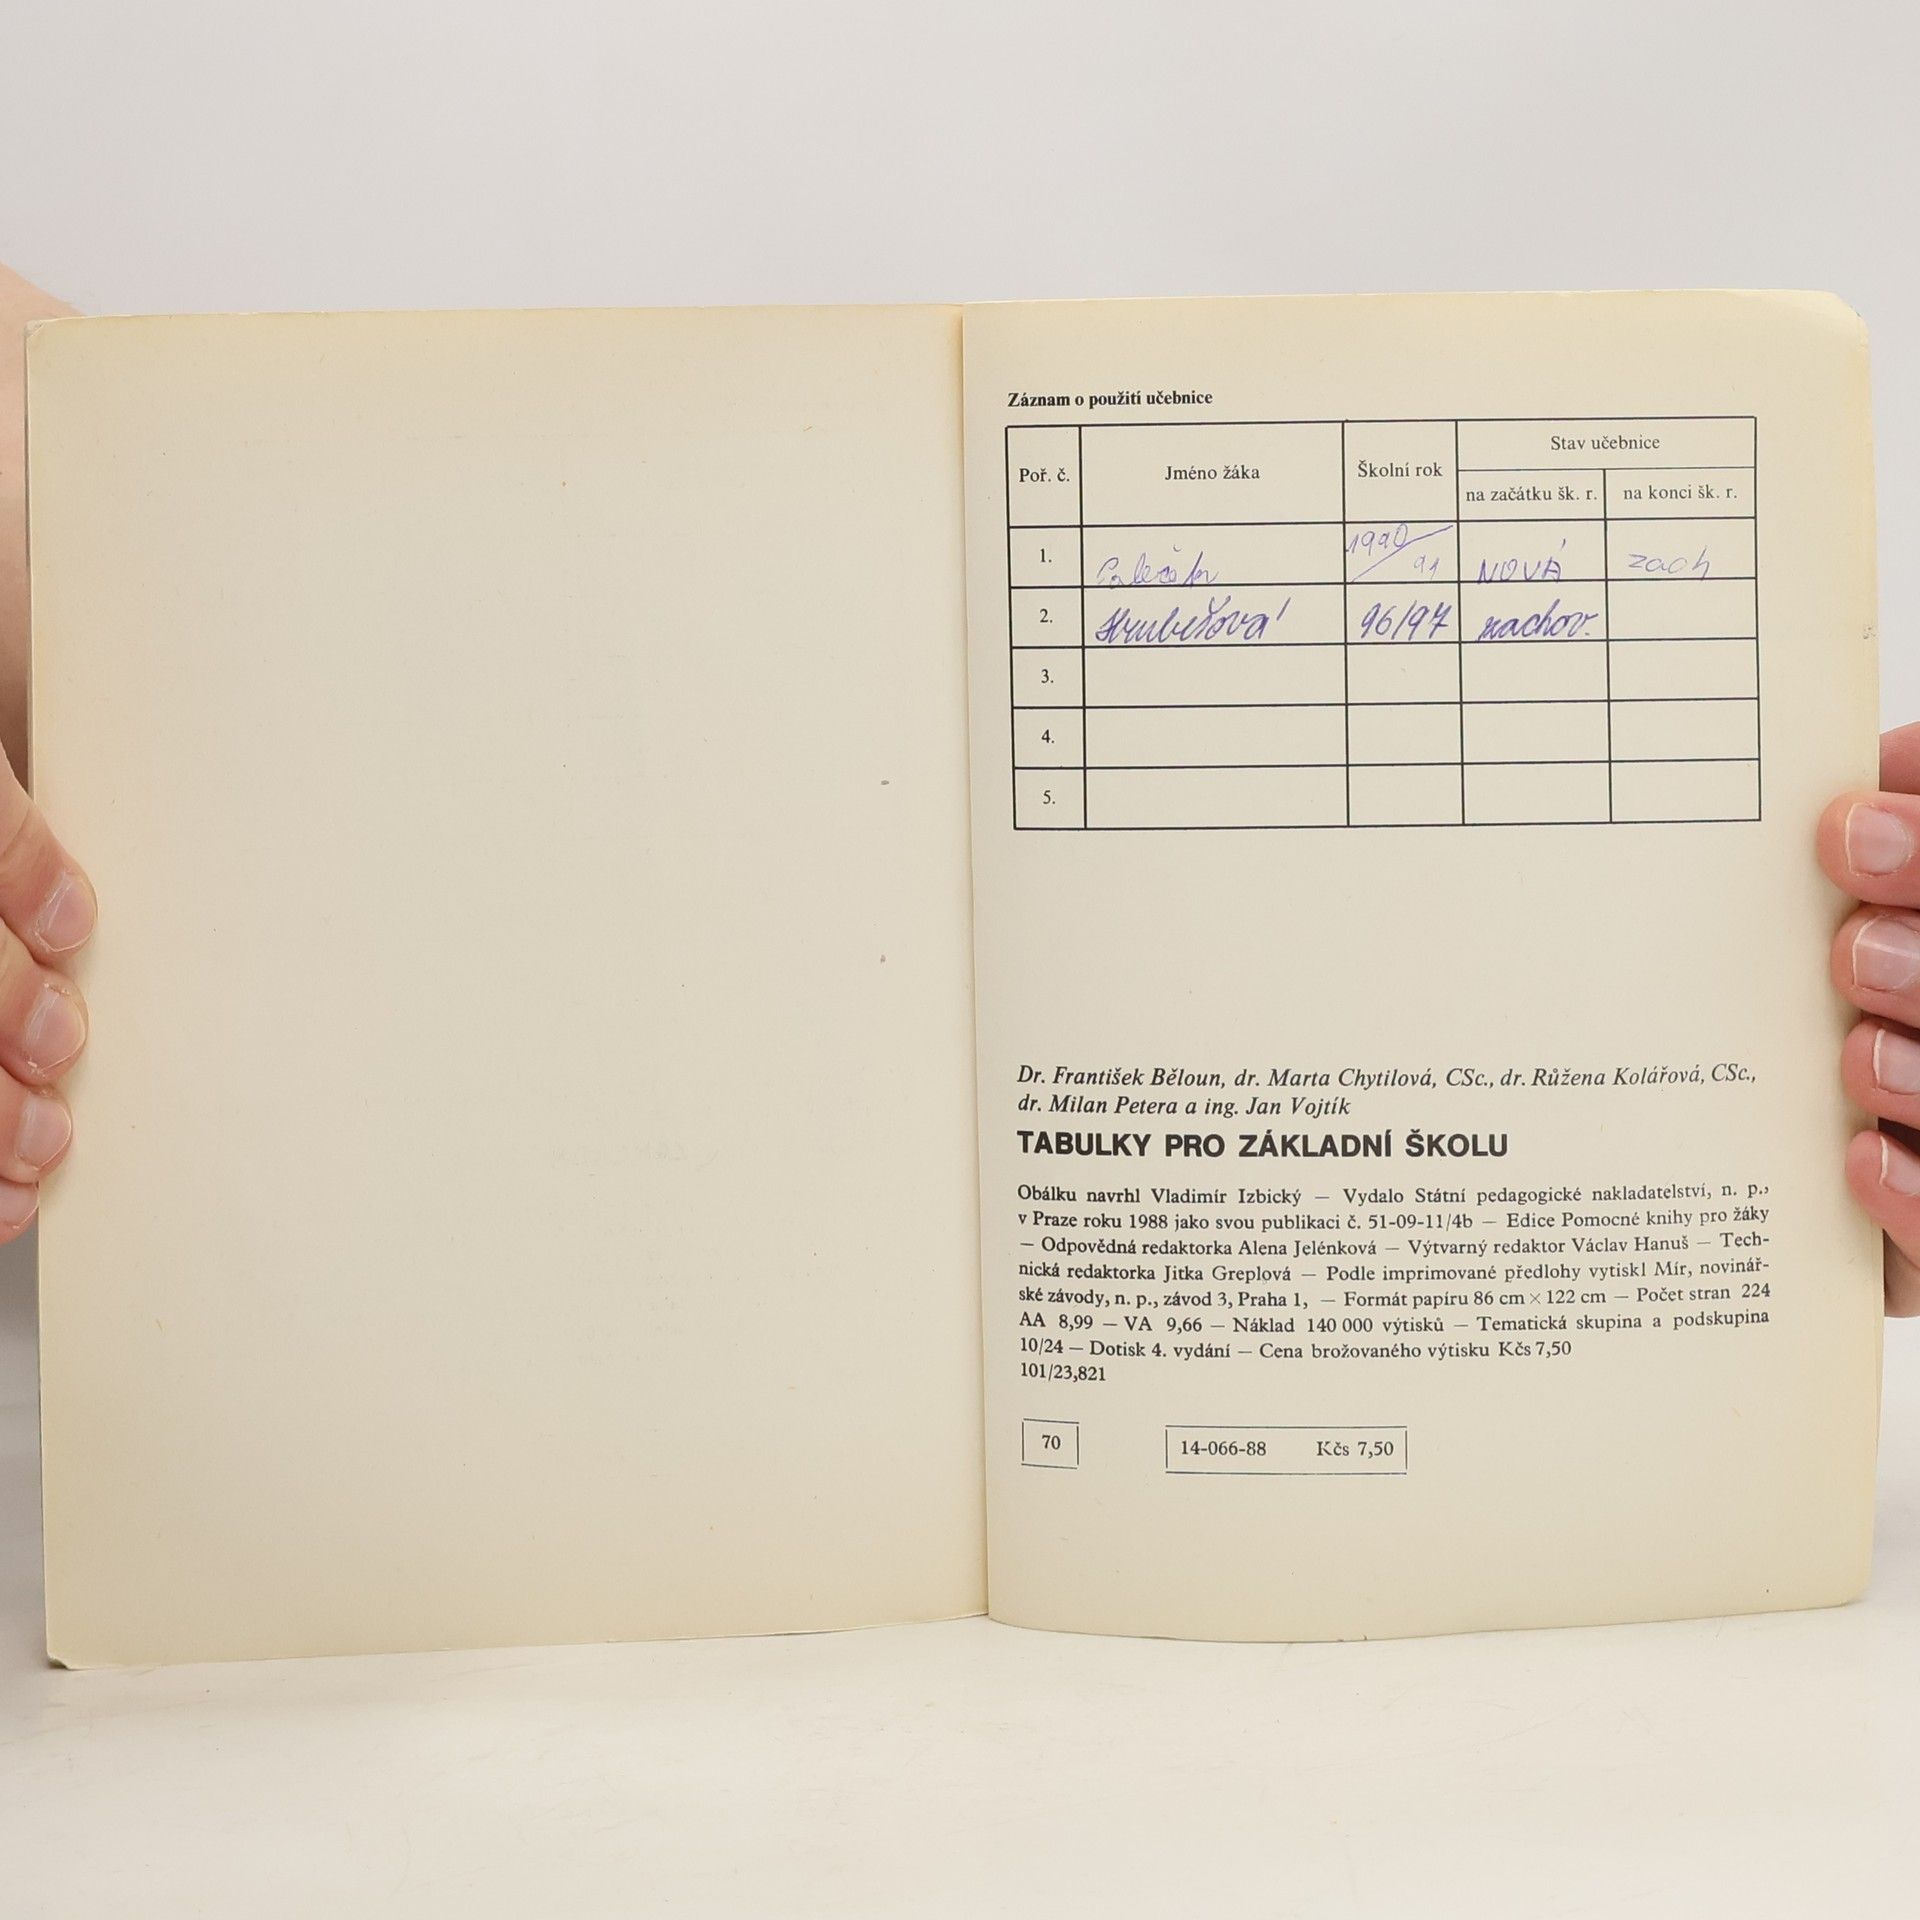 Záznam o použití učebnice
Poř. č. Jméno žáka Školní rok Stav učebnice
na začátku šk. r. na konci šk. r.
1. 1990/91 NOVÁ zach
2. Hrubešová 96/97 zachov.
3.
4.
5.
Dr. František Běloun, dr. Marta Chytilová, CSc., dr. Růžena Kolářová, CSc.,
dr. Milan Petera a ing. Jan Vojtík
TABULKY PRO ZÁKLADNÍ ŠKOLU
Obálku navrhl Vladimír Izbický — Vydalo Státní pedagogické nakladatelství, n. p.,
v Praze roku 1988 jako svou publikaci č. 51-09-11/4b — Edice Pomocné knihy pro žáky
— Odpovědná redaktorka Alena Jelénková — Výtvarný redaktor Václav Hanuš — Tech-
nická redaktorka Jitka Greplová — Podle imprimované předlohy vytiskl Mír, novinář-
ské závody, n. p., závod 3, Praha 1, — Formát papíru 86 cm × 122 cm — Počet stran 224
AA 8,99 — VA 9,66 — Náklad 140 000 výtisků — Tematická skupina a podskupina
10/24 — Dotisk 4. vydání — Cena brožovaného výtisku Kčs 7,50
101/23,821
70 14-066-88 Kčs 7,50